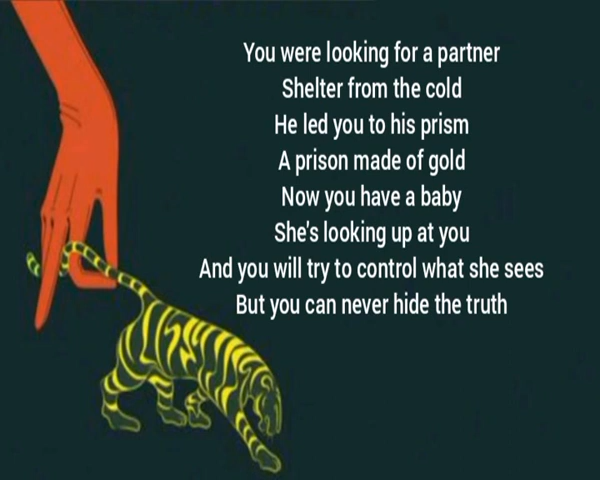 You were looking for a partner
Shelter from the cold
He led you to his prism
A prison made of gold
Now you have a baby
She's looking up at you
And you will try to control what she sees
But you can never hide the truth